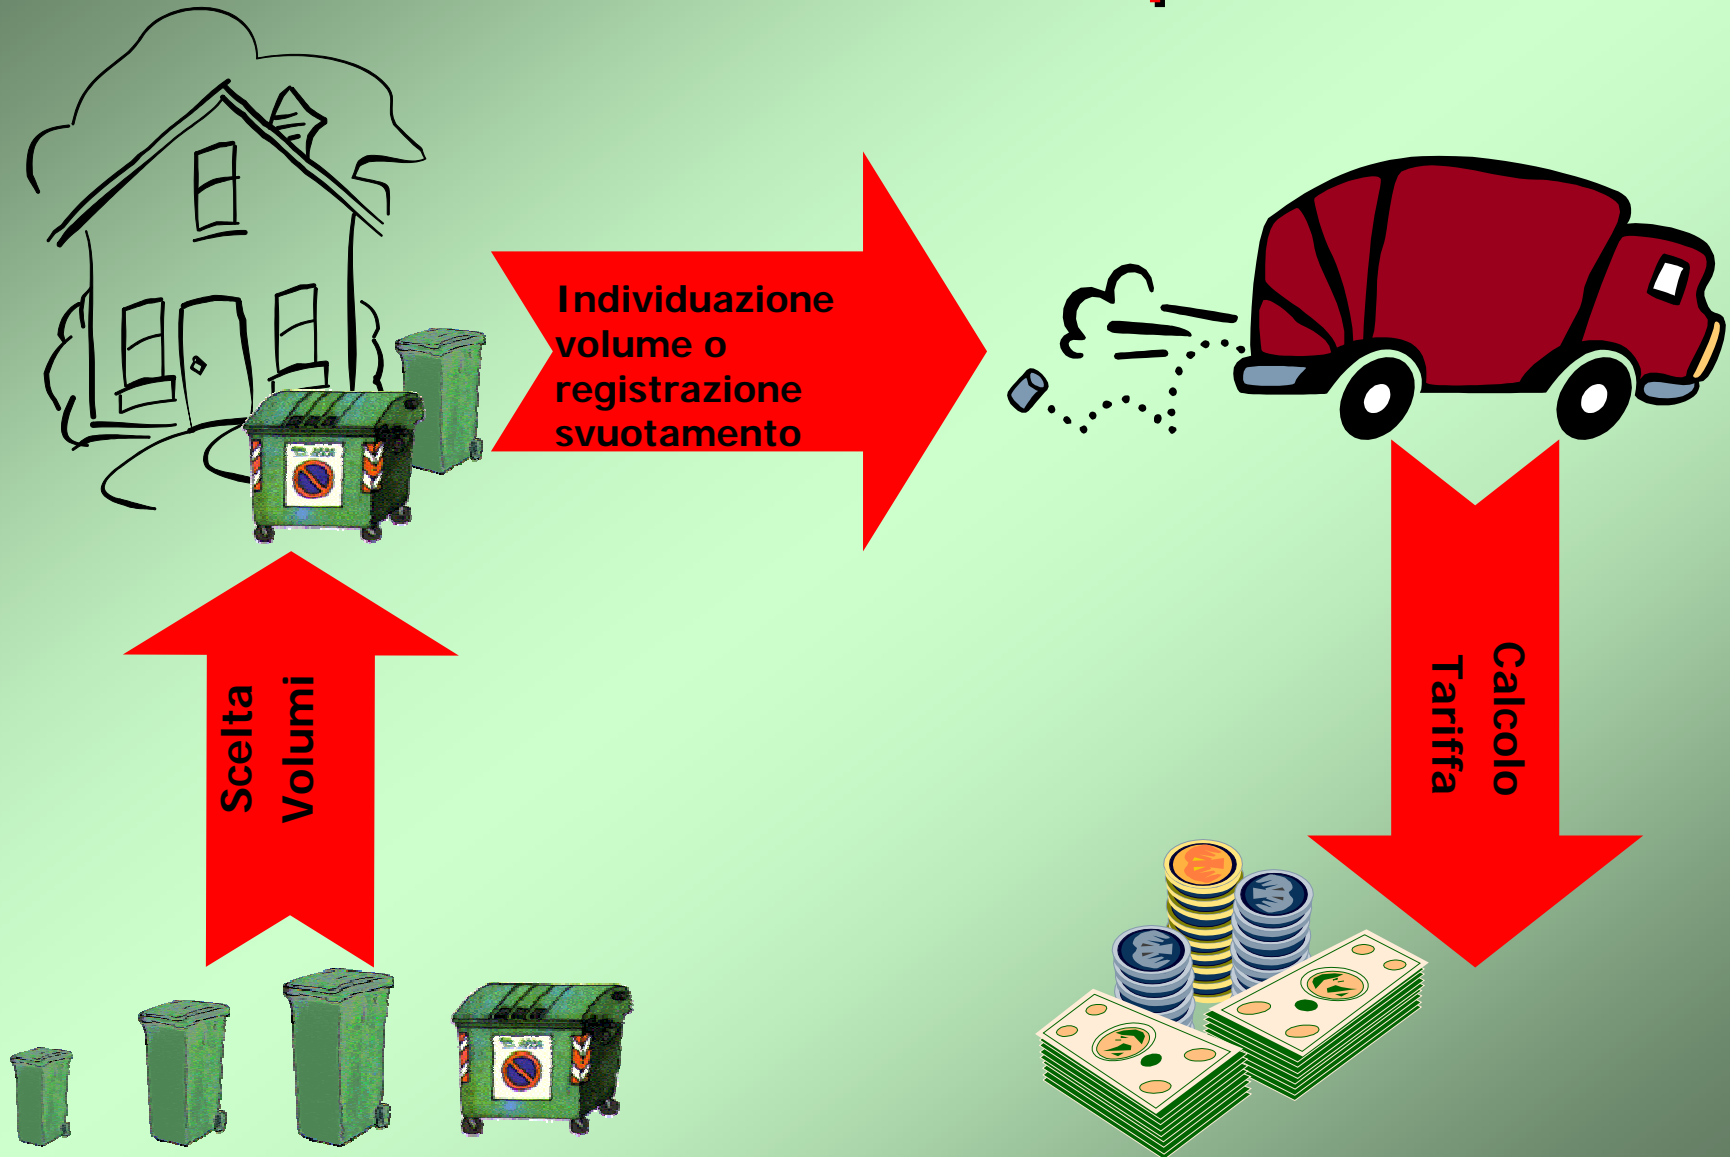 Individuazione
volume o
registrazione
svuotamento
Scelta
Volumi
Calcolo
Tariffa